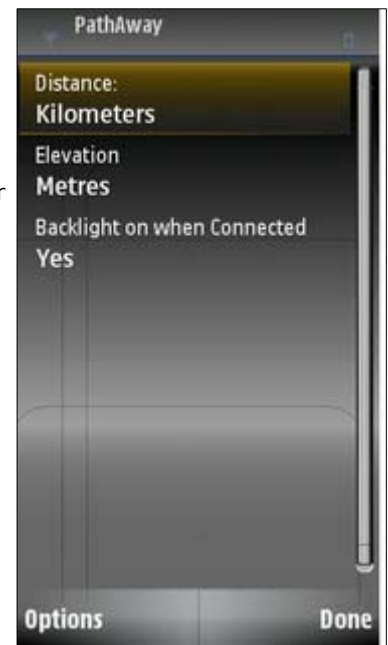 PathAway
Distance:
Kilometers
Elevation
Metres
r
Backlight on when Connected
Yes
Options Done